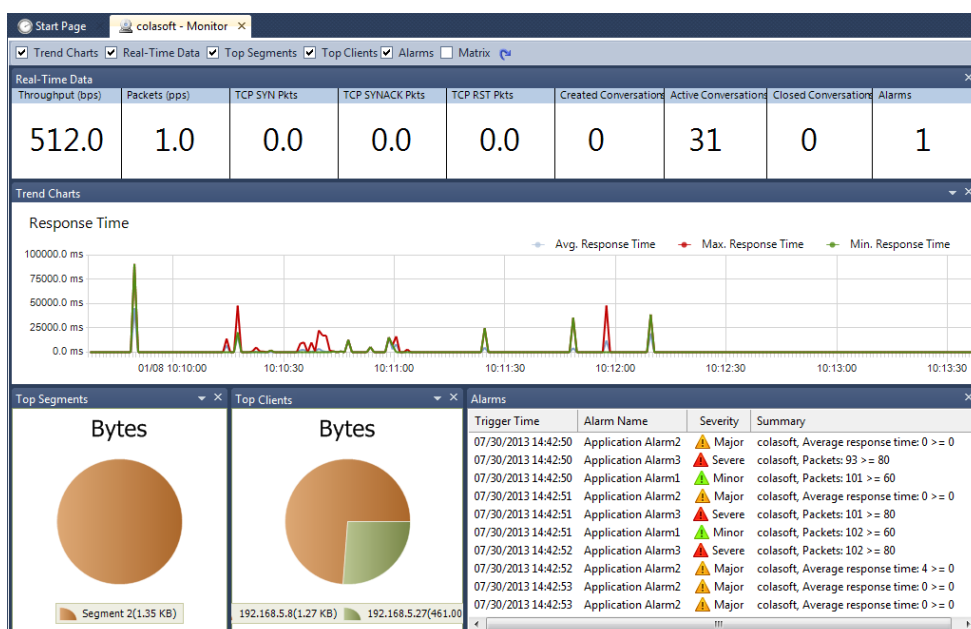 Start Page colasoft - Monitor
Trend Charts Real-Time Data Top Segments Top Clients Alarms Matrix
Real-Time Data
Throughput (bps) Packets (pps) TCP SYN Pkts TCP SYNACK Pkts TCP RST Pkts Created Conversations Active Conversations Closed Conversations Alarms
512.0 1.0 0.0 0.0 0.0 0 31 0 1
Trend Charts
Response Time
Avg. Response Time Max. Response Time Min. Response Time
100000.0 ms
75000.0 ms
50000.0 ms
25000.0 ms
0.0 ms
01/08 10:10:00 10:10:30 10:11:00 10:11:30 10:12:00 10:12:30 10:13:00 10:13:30
Top Segments
Bytes
Segment 2(1.35 KB)
Top Clients
Bytes
192.168.5.8(1.27 KB) 192.168.5.27(461.00
Alarms
Trigger Time Alarm Name Severity Summary
07/30/2013 14:42:50 Application Alarm2 Major colasoft, Average response time: 0 >= 0
07/30/2013 14:42:50 Application Alarm3 Severe colasoft, Packets: 93 >= 80
07/30/2013 14:42:50 Application Alarm1 Minor colasoft, Packets: 101 >= 60
07/30/2013 14:42:51 Application Alarm2 Major colasoft, Average response time: 0 >= 0
07/30/2013 14:42:51 Application Alarm3 Severe colasoft, Packets: 101 >= 80
07/30/2013 14:42:51 Application Alarm1 Minor colasoft, Packets: 102 >= 60
07/30/2013 14:42:52 Application Alarm3 Severe colasoft, Packets: 102 >= 80
07/30/2013 14:42:52 Application Alarm2 Major colasoft, Average response time: 4 >= 0
07/30/2013 14:42:53 Application Alarm2 Major colasoft, Average response time: 0 >= 0
07/30/2013 14:42:53 Application Alarm2 Major colasoft, Average response time: 0 >= 0